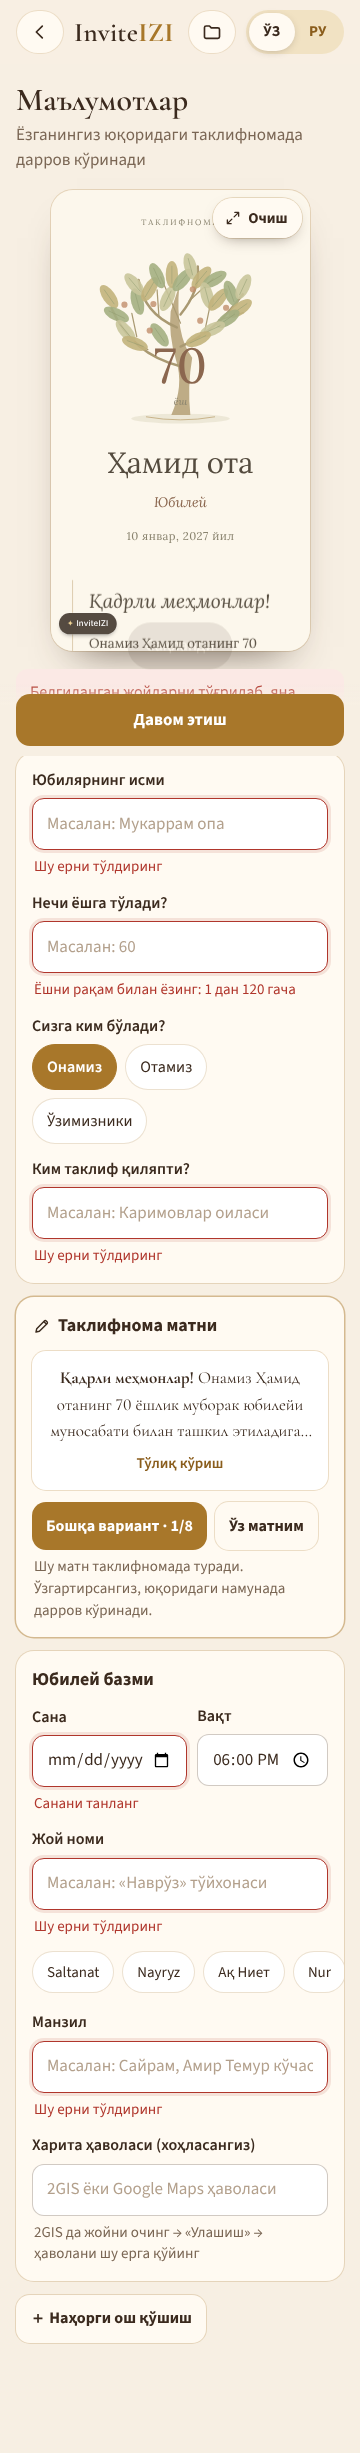 InviteIZI
ЎЗ РУ
Маълумотлар
Ёзганингиз юқоридаги таклифномада
дарров кўринади
Очиш
70
ёш
Ҳамид ота
Юбилей
10 январ, 2027 йил
Қадрли меҳмонлар!
InviteIZI
Онамиз Ҳамид отанинг 70
Белгиланган жойларни тўғрилаб, яна
Давом этиш
Юбилярнинг исми
Масалан: Мукаррам опа
Шу ерни тўлдиринг
Нечи ёшга тўлади?
Масалан: 60
Ёшни рақам билан ёзинг: 1 дан 120 гача
Сизга ким бўлади?
Онамиз Отамиз
Ўзимизники
Ким таклиф қиляпти?
Масалан: Каримовлар оиласи
Шу ерни тўлдиринг
Таклифнома матни
Қадрли меҳмонлар! Онамиз Ҳамид
отанинг 70 ёшлик муборак юбилейи
муносабати билан ташкил этиладига...
Тўлиқ кўриш
Бошқа вариант · 1/8 Ўз матним
Шу матн таклифномада туради.
Ўзгартирсангиз, юқоридаги намунада
дарров кўринади.
Юбилей базми
Сана Вақт
mm/dd/yyyy 06:00 PM
Санани танланг
Жой номи
Масалан: «Наврўз» тўйхонаси
Шу ерни тўлдиринг
Saltanat Nayryz Ақ Ниет Nur
Манзил
Масалан: Сайрам, Амир Темур кўчас
Шу ерни тўлдиринг
Харита ҳаволаси (хоҳласангиз)
2GIS ёки Google Maps ҳаволаси
2GIS да жойни очинг → «Улашиш» →
ҳаволани шу ерга қўйинг
+ Наҳорги ош қўшиш